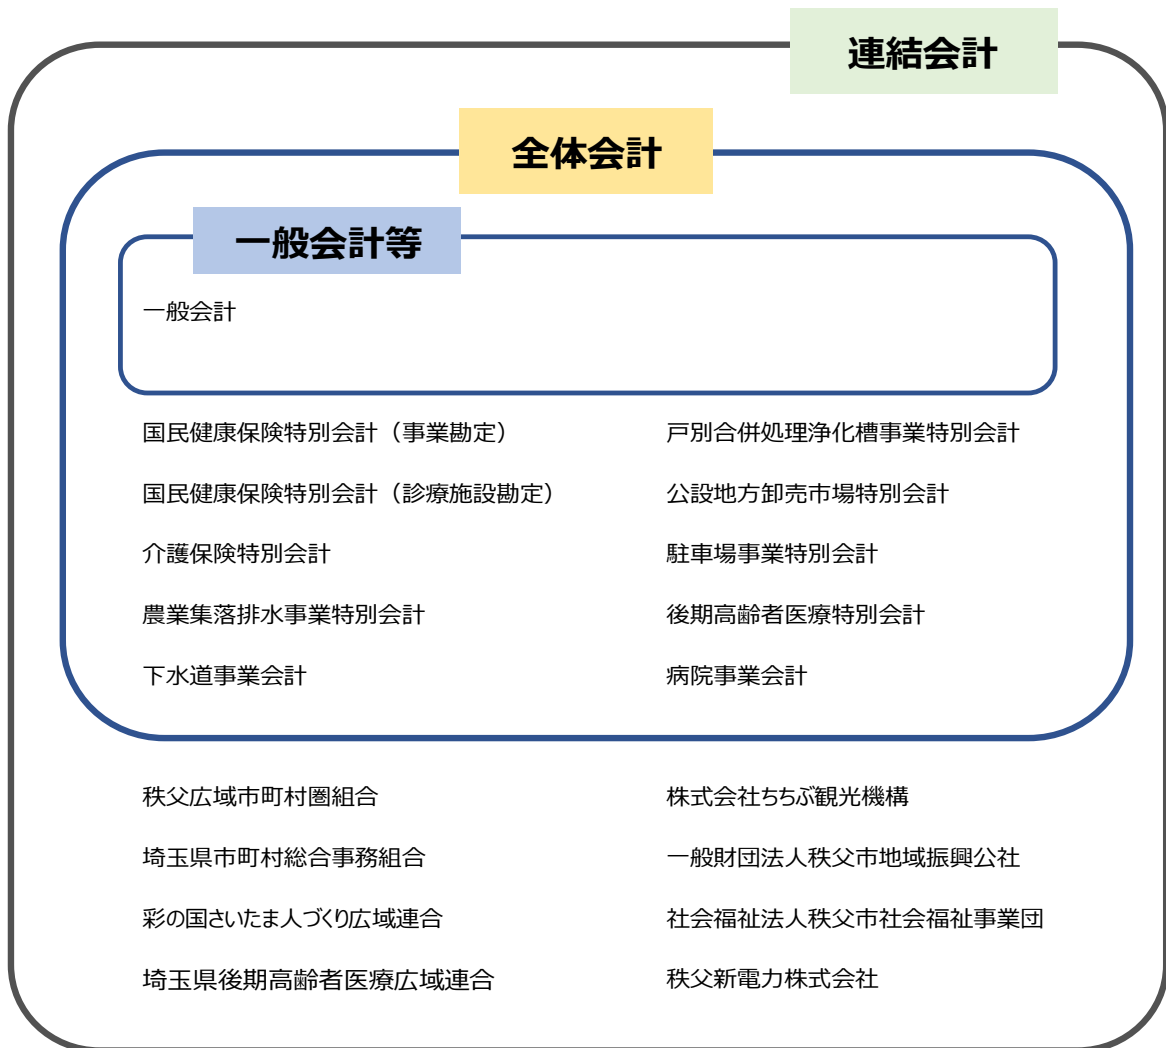 連結会計
全体会計
一般会計等
一般会計
国民健康保険特別会計（事業勘定）
戸別合併処理浄化槽事業特別会計
国民健康保険特別会計（診療施設勘定）
公設地方卸売市場特別会計
介護保険特別会計
駐車場事業特別会計
農業集落排水事業特別会計
後期高齢者医療特別会計
下水道事業会計
病院事業会計
秩父広域市町村圏組合
株式会社ちちぶ観光機構
埼玉県市町村総合事務組合
一般財団法人秩父市地域振興公社
彩の国さいたま人づくり広域連合
社会福祉法人秩父市社会福祉事業団
埼玉県後期高齢者医療広域連合
秩父新電力株式会社